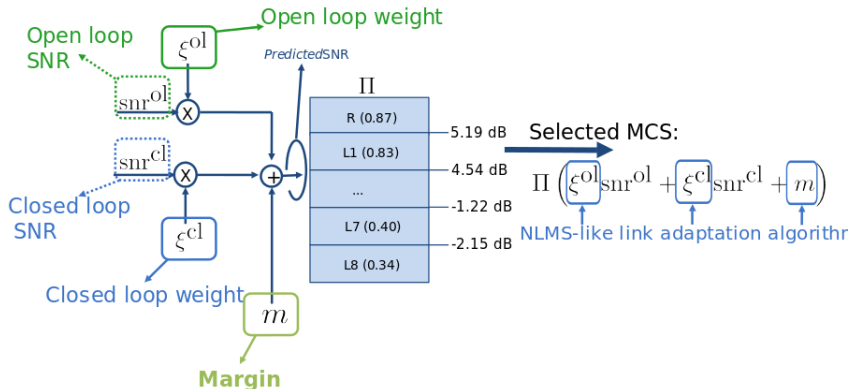 Open loop weight
Open loop
SNR
ξ^ol
PredictedSNR
snr^ol
X
Π
R (0.87)
5.19 dB
L1 (0.83)
4.54 dB
...
-1.22 dB
L7 (0.40)
-2.15 dB
L8 (0.34)
snr^cl
X
+
Closed loop
SNR
ξ^cl
Closed loop weight
m
Margin
Selected MCS:
Π (ξ^ol snr^ol + ξ^cl snr^cl + m)
NLMS-like link adaptation algorithm